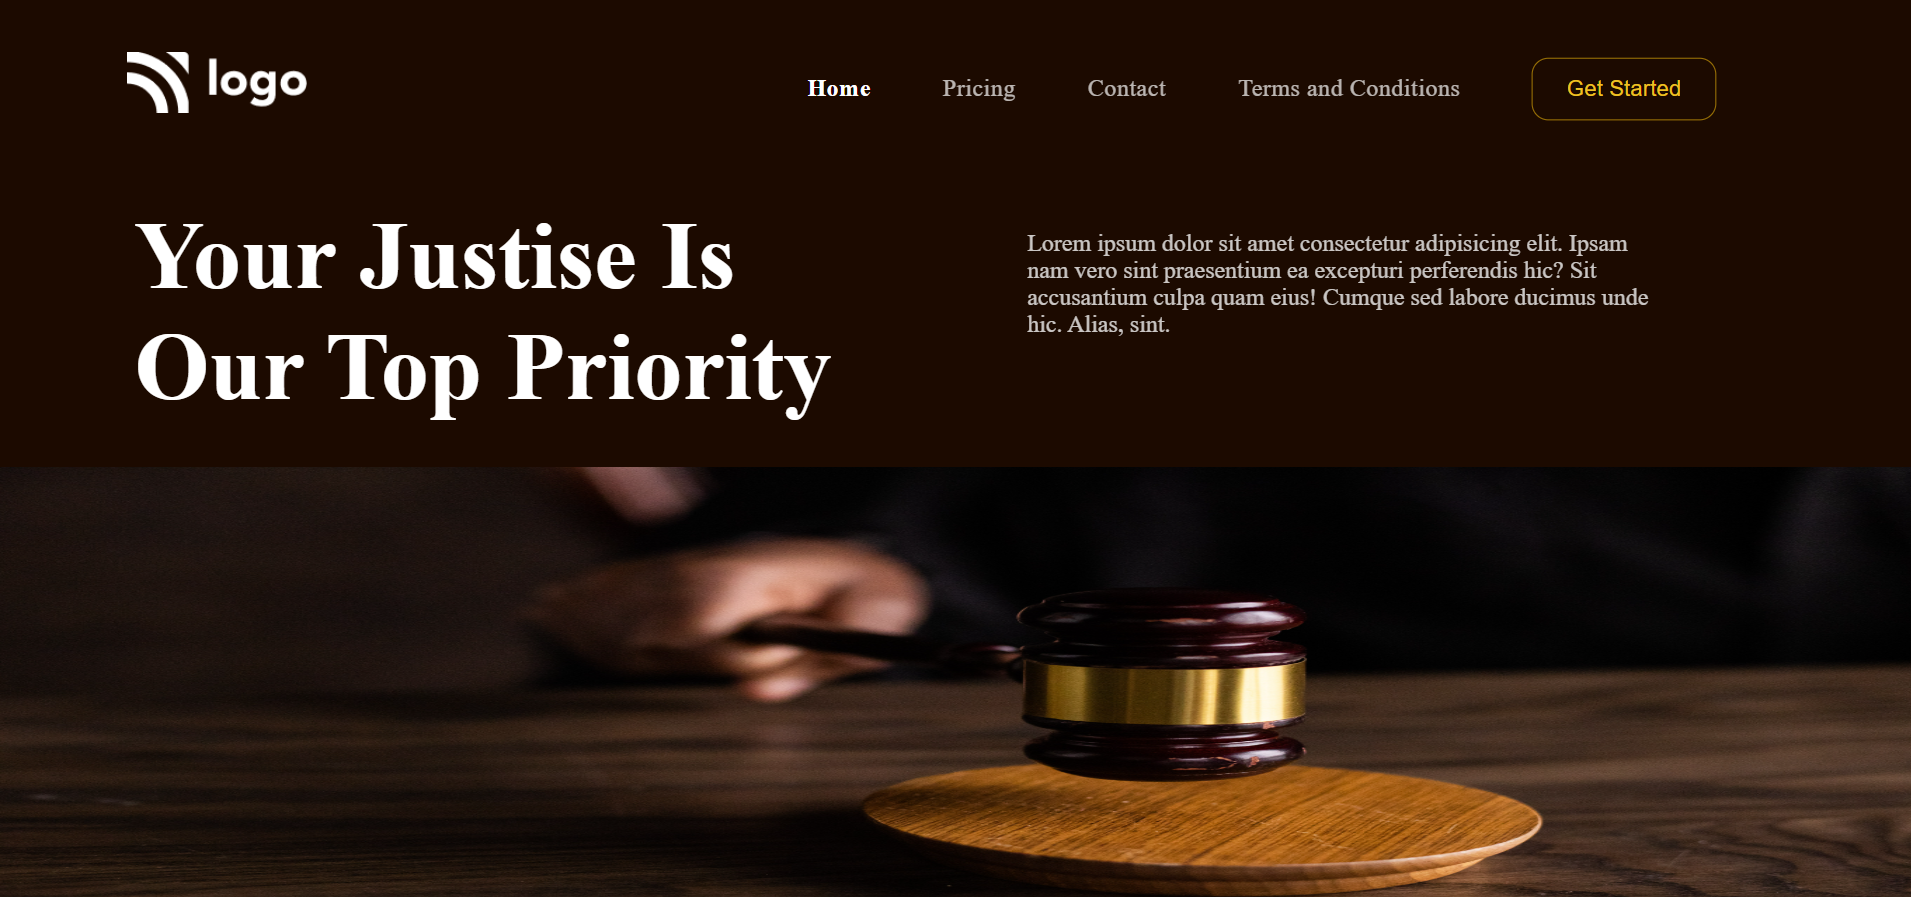 logo
Home
Pricing
Contact
Terms and Conditions
Get Started
Your Justise Is
Our Top Priority
Lorem ipsum dolor sit amet consectetur adipisicing elit. Ipsam
nam vero sint praesentium ea excepturi perferendis hic? Sit
accusantium culpa quam eius! Cumque sed labore ducimus unde
hic. Alias, sint.